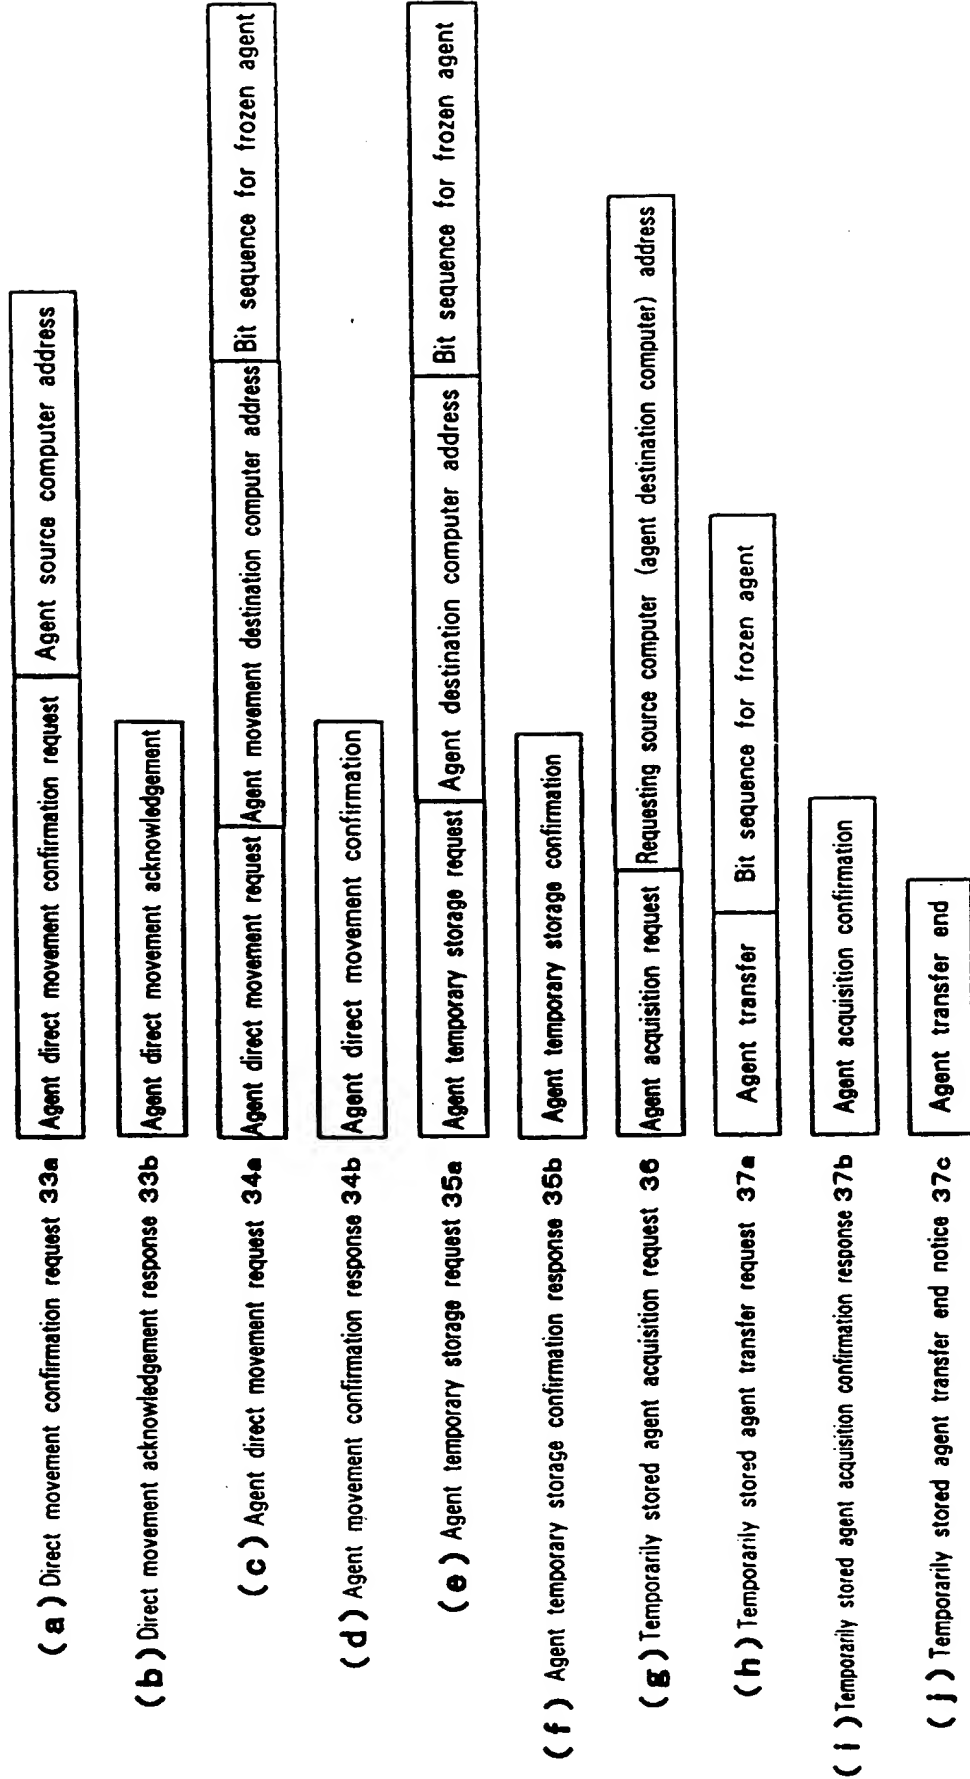 (a) Direct movement confirmation request 33a Agent direct movement confirmation request Agent source computer address
(b) Direct movement acknowledgement response 33b Agent direct movement acknowledgement
(c) Agent direct movement request 34a Agent direct movement request Agent movement destination computer address Bit sequence for frozen agent
(d) Agent movement confirmation response 34b Agent direct movement confirmation
(e) Agent temporary storage request 35a Agent temporary storage request Agent destination computer address Bit sequence for frozen agent
(f) Agent temporary storage confirmation response 35b Agent temporary storage confirmation
(g) Temporarily stored agent acquisition request 36 Agent acquisition request Requesting source computer (agent destination computer) address
(h) Temporarily stored agent transfer request 37a Agent transfer Bit sequence for frozen agent
(i) Temporarily stored agent acquisition confirmation response 37b Agent acquisition confirmation
(j) Temporarily stored agent transfer end notice 37c Agent transfer end